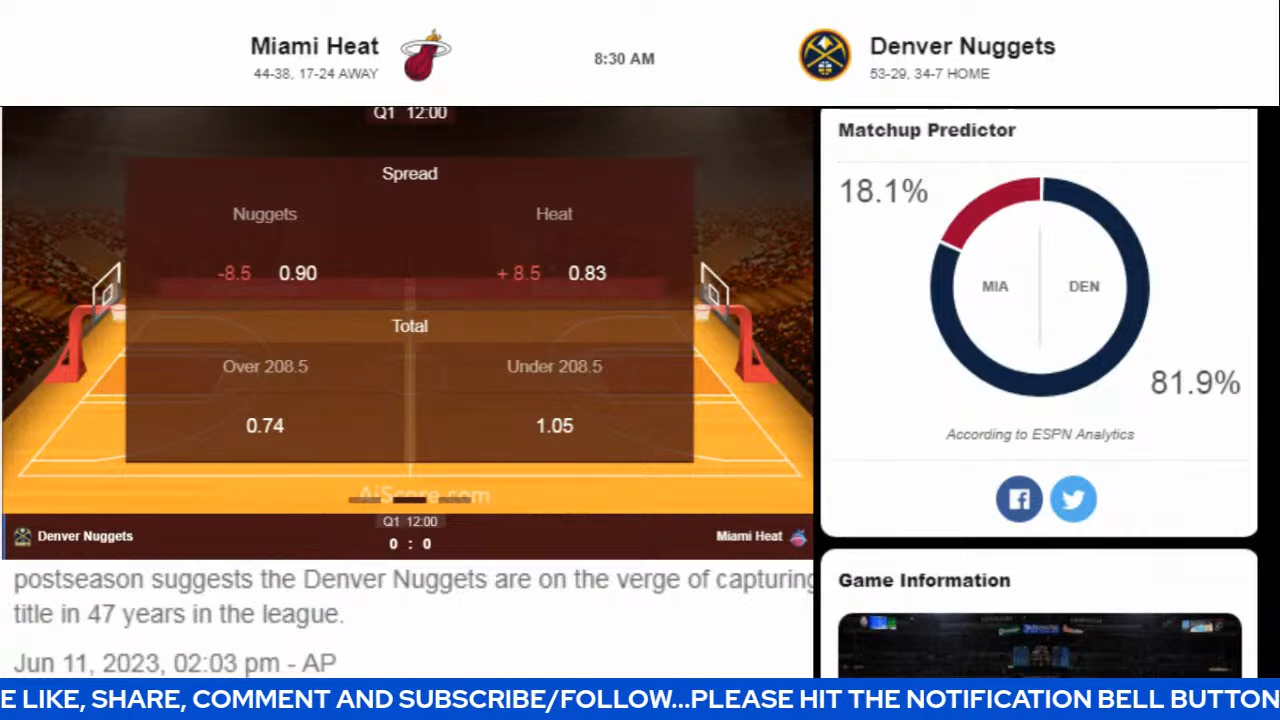 Miami Heat
44-38, 17-24 AWAY
8:30 AM
Denver Nuggets
53-29, 34-7 HOME
Q1 12:00
Spread
Nuggets
Heat
-8.5 0.90
+ 8.5 0.83
Total
Over 208.5
Under 208.5
0.74
1.05
AiScore.com
Denver Nuggets
Q1 12:00
0 : 0
Miami Heat
postseason suggests the Denver Nuggets are on the verge of capturing
title in 47 years in the league.
Jun 11, 2023, 02:03 pm - AP
Matchup Predictor
18.1%
MIA
DEN
81.9%
According to ESPN Analytics
Game Information
E LIKE, SHARE, COMMENT AND SUBSCRIBE/FOLLOW...PLEASE HIT THE NOTIFICATION BELL BUTTON